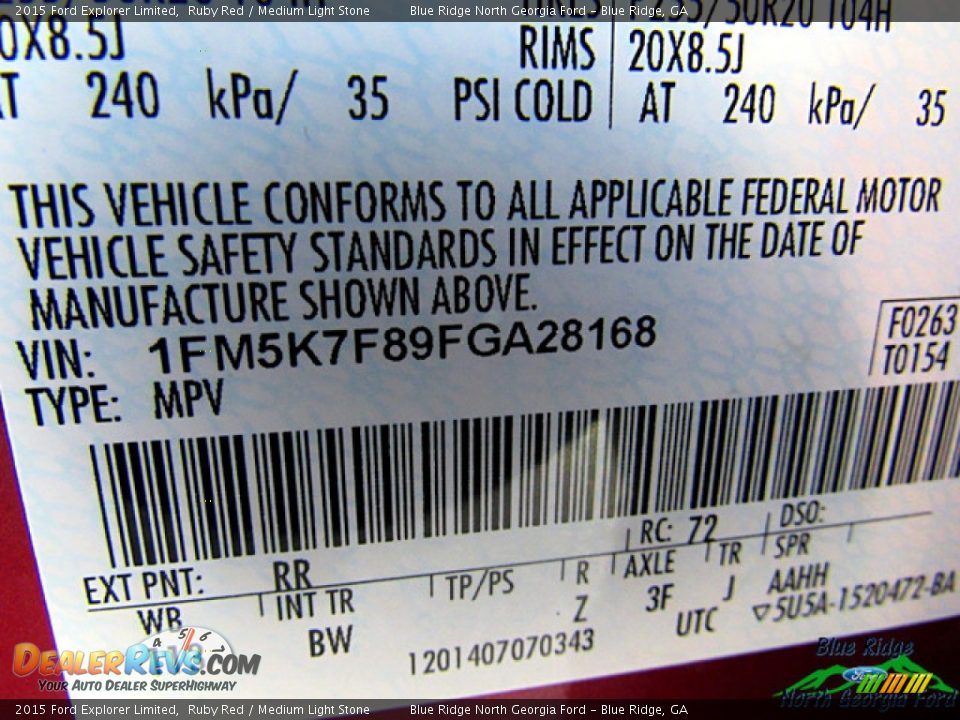 2015 Ford Explorer Limited, Ruby Red / Medium Light Stone Blue Ridge North Georgia Ford - Blue Ridge, GA
RIMS 20X8.5J
0X8.5J
AT 240 kPa/ 35 PSI COLD AT 240 kPa/ 35
THIS VEHICLE CONFORMS TO ALL APPLICABLE FEDERAL MOTOR
VEHICLE SAFETY STANDARDS IN EFFECT ON THE DATE OF
MANUFACTURE SHOWN ABOVE.
F0263
T0154
VIN: 1FM5K7F89FGA28168
TYPE: MPV
EXT PNT: RR RC: 72 DSO:
WB INT TR TP/PS R AXLE TR SPR
BW Z 3F J AAHH
1201407070343 UTC ▽5U5A-1520472-BA
4 5 6
DEALERREVS.COM
YOUR AUTO DEALER SUPERHIGHWAY
Blue Ridge
Ford
North Georgia Ford
2015 Ford Explorer Limited, Ruby Red / Medium Light Stone Blue Ridge North Georgia Ford - Blue Ridge, GA